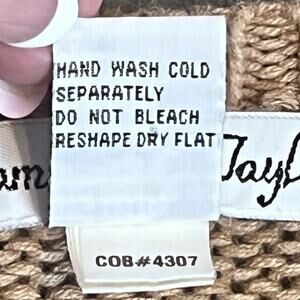 HAND WASH COLD
SEPARATELY
DO NOT BLEACH
RESHAPE DRY FLAT
COB#4307